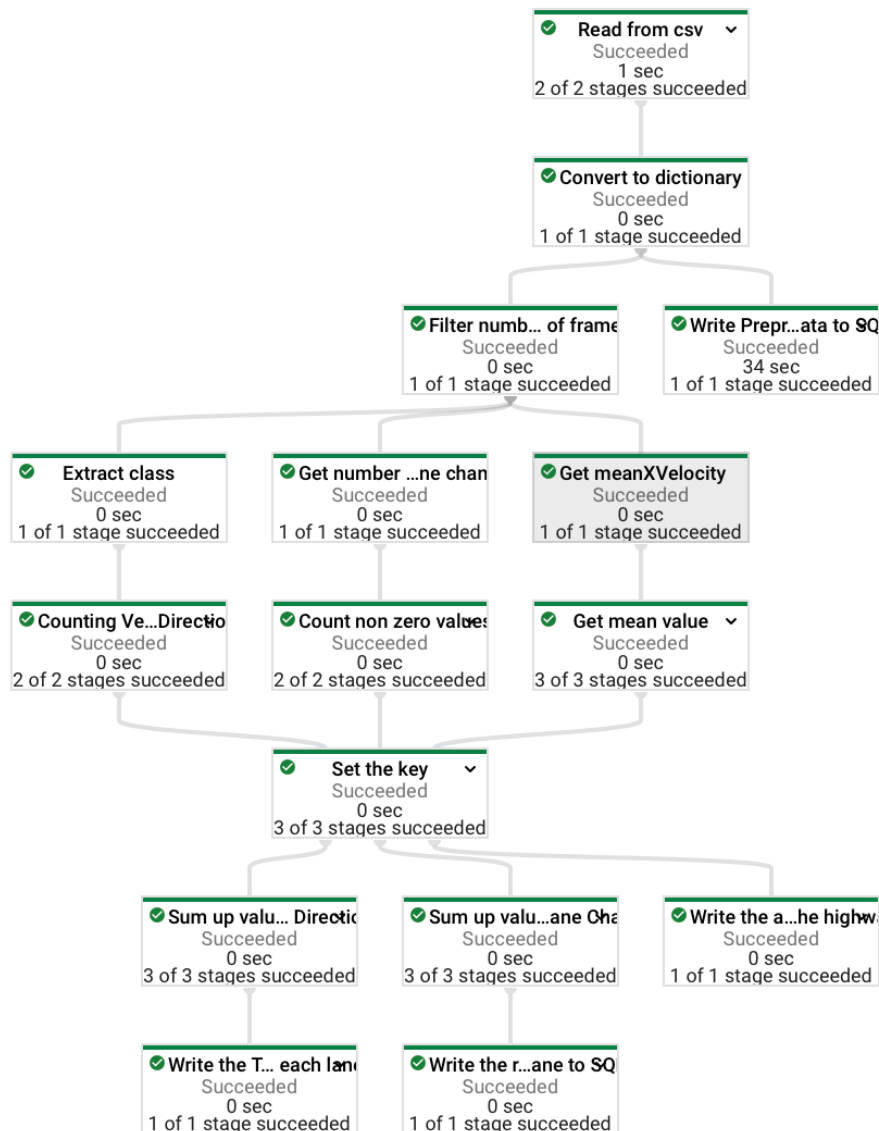 Read from csv
Succeeded
1 sec
2 of 2 stages succeeded
Convert to dictionary
Succeeded
0 sec
1 of 1 stage succeeded
Filter numb… of frame
Succeeded
0 sec
1 of 1 stage succeeded
Write Prepr…ata to SQ
Succeeded
34 sec
1 of 1 stage succeeded
Extract class
Succeeded
0 sec
1 of 1 stage succeeded
Get number …ne chan
Succeeded
0 sec
1 of 1 stage succeeded
Get meanXVelocity
Succeeded
0 sec
1 of 1 stage succeeded
Counting Ve…Directio
Succeeded
0 sec
2 of 2 stages succeeded
Count non zero values
Succeeded
0 sec
2 of 2 stages succeeded
Get mean value
Succeeded
0 sec
3 of 3 stages succeeded
Set the key
Succeeded
0 sec
3 of 3 stages succeeded
Sum up valu… Directio
Succeeded
0 sec
3 of 3 stages succeeded
Sum up valu…ane Cha
Succeeded
0 sec
3 of 3 stages succeeded
Write the a…he highwa
Succeeded
0 sec
1 of 1 stage succeeded
Write the T… each lane
Succeeded
0 sec
1 of 1 stage succeeded
Write the r…ane to SQ
Succeeded
0 sec
1 of 1 stage succeeded